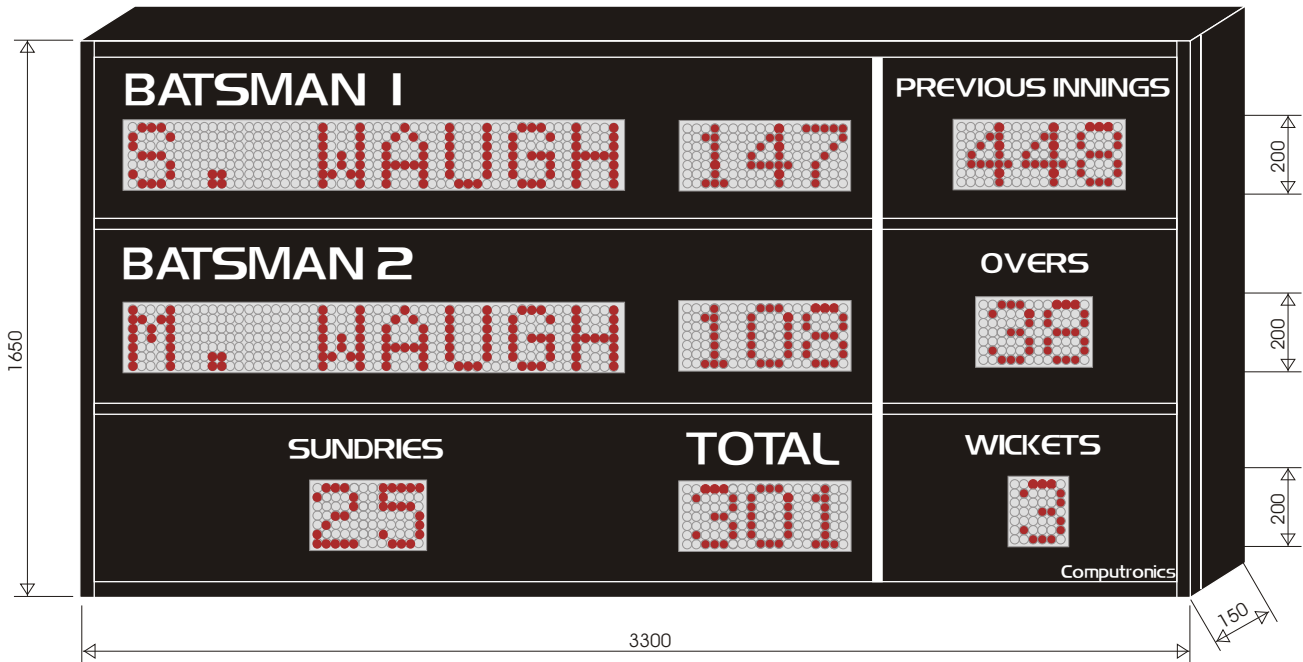 BATSMAN 1
PREVIOUS INNINGS
S. WAUGH 147
448
200
BATSMAN 2
OVERS
M. WAUGH 108
38
200
1650
SUNDRIES
TOTAL
WICKETS
25
301
3
200
Computronics
150
3300